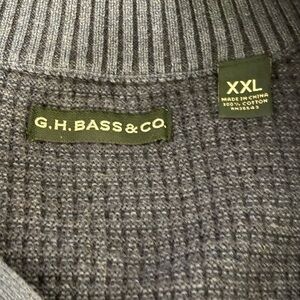 G.H. BASS & CO.
XXL
MADE IN CHINA
100% COTTON